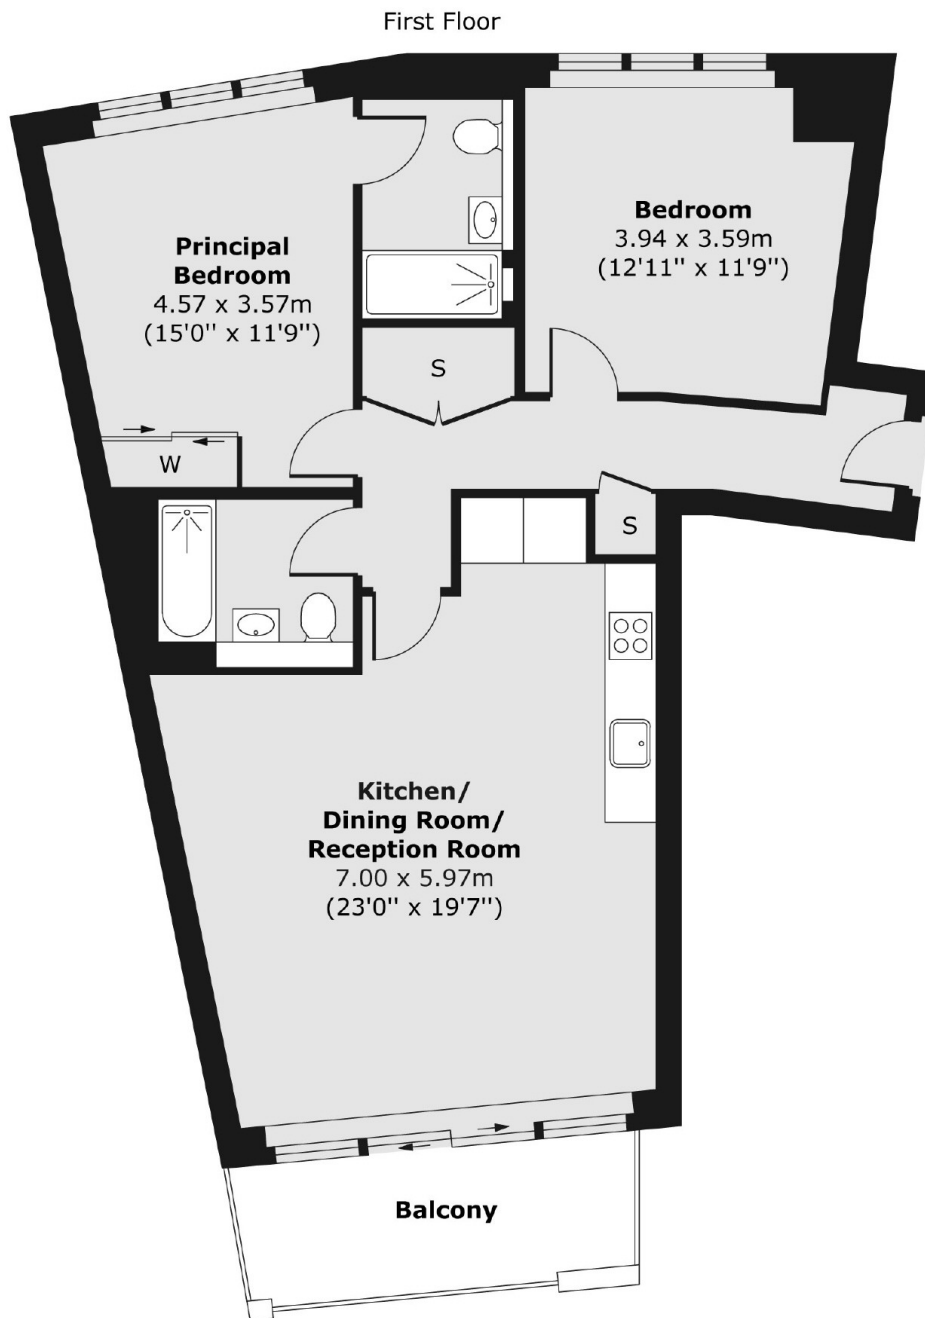 First Floor
Principal
Bedroom
4.57 x 3.57m
(15'0" x 11'9")
Bedroom
3.94 x 3.59m
(12'11" x 11'9")
S
W
S
Kitchen/
Dining Room/
Reception Room
7.00 x 5.97m
(23'0" x 19'7")
Balcony